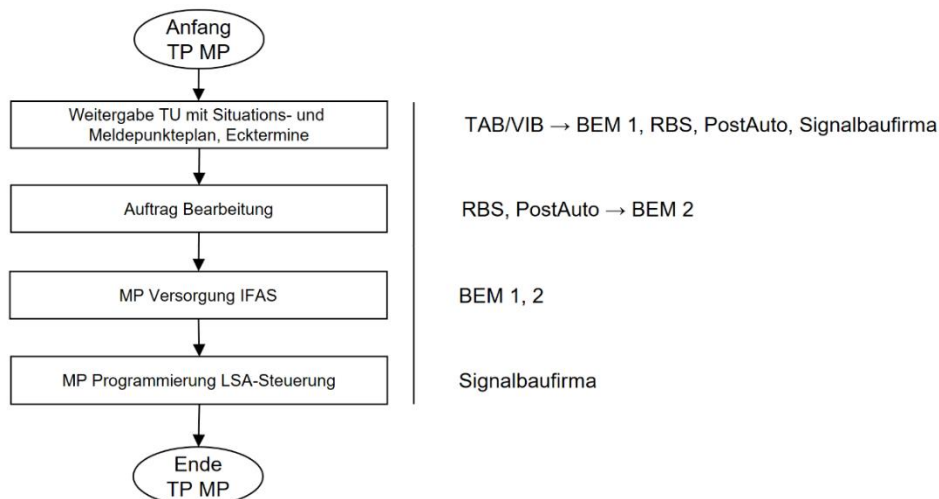 Anfang
TP MP
Weitergabe TU mit Situations- und
Meldepunkteplan, Ecktermine
TAB/VIB → BEM 1, RBS, PostAuto, Signalbaufirma
Auftrag Bearbeitung
RBS, PostAuto → BEM 2
MP Versorgung IFAS
BEM 1, 2
MP Programmierung LSA-Steuerung
Signalbaufirma
Ende
TP MP